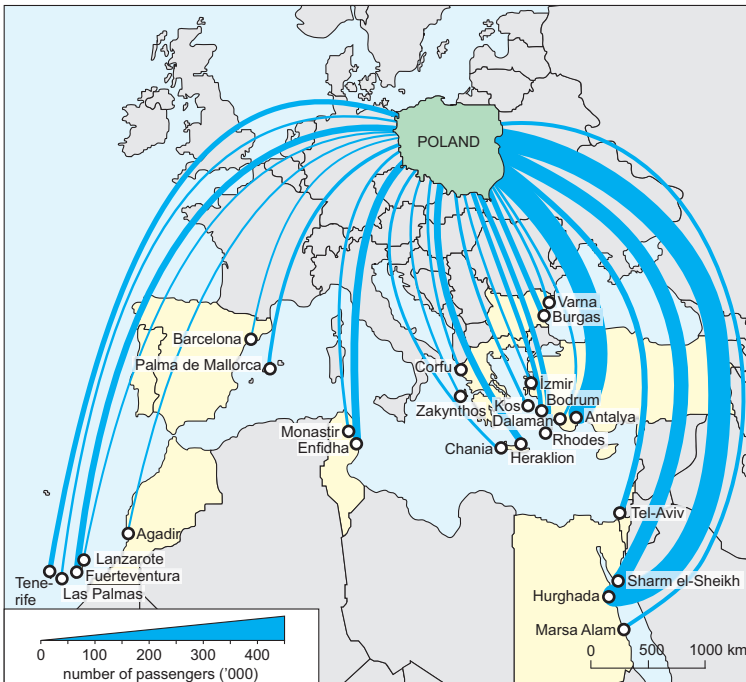 POLAND
Varna
Burgas
Barcelona
Palma de Mallorca
Corfu
İzmir
Bodrum
Zakynthos
Kos
Dalaman
Antalya
Rhodes
Monastir
Enfidha
Chania
Heraklion
Tel-Aviv
Agadir
Lanzarote
Fuerteventura
Tene-
rife
Las Palmas
Sharm el-Sheikh
Hurghada
Marsa Alam
0 500 1000 km
0 100 200 300 400
number of passengers ('000)